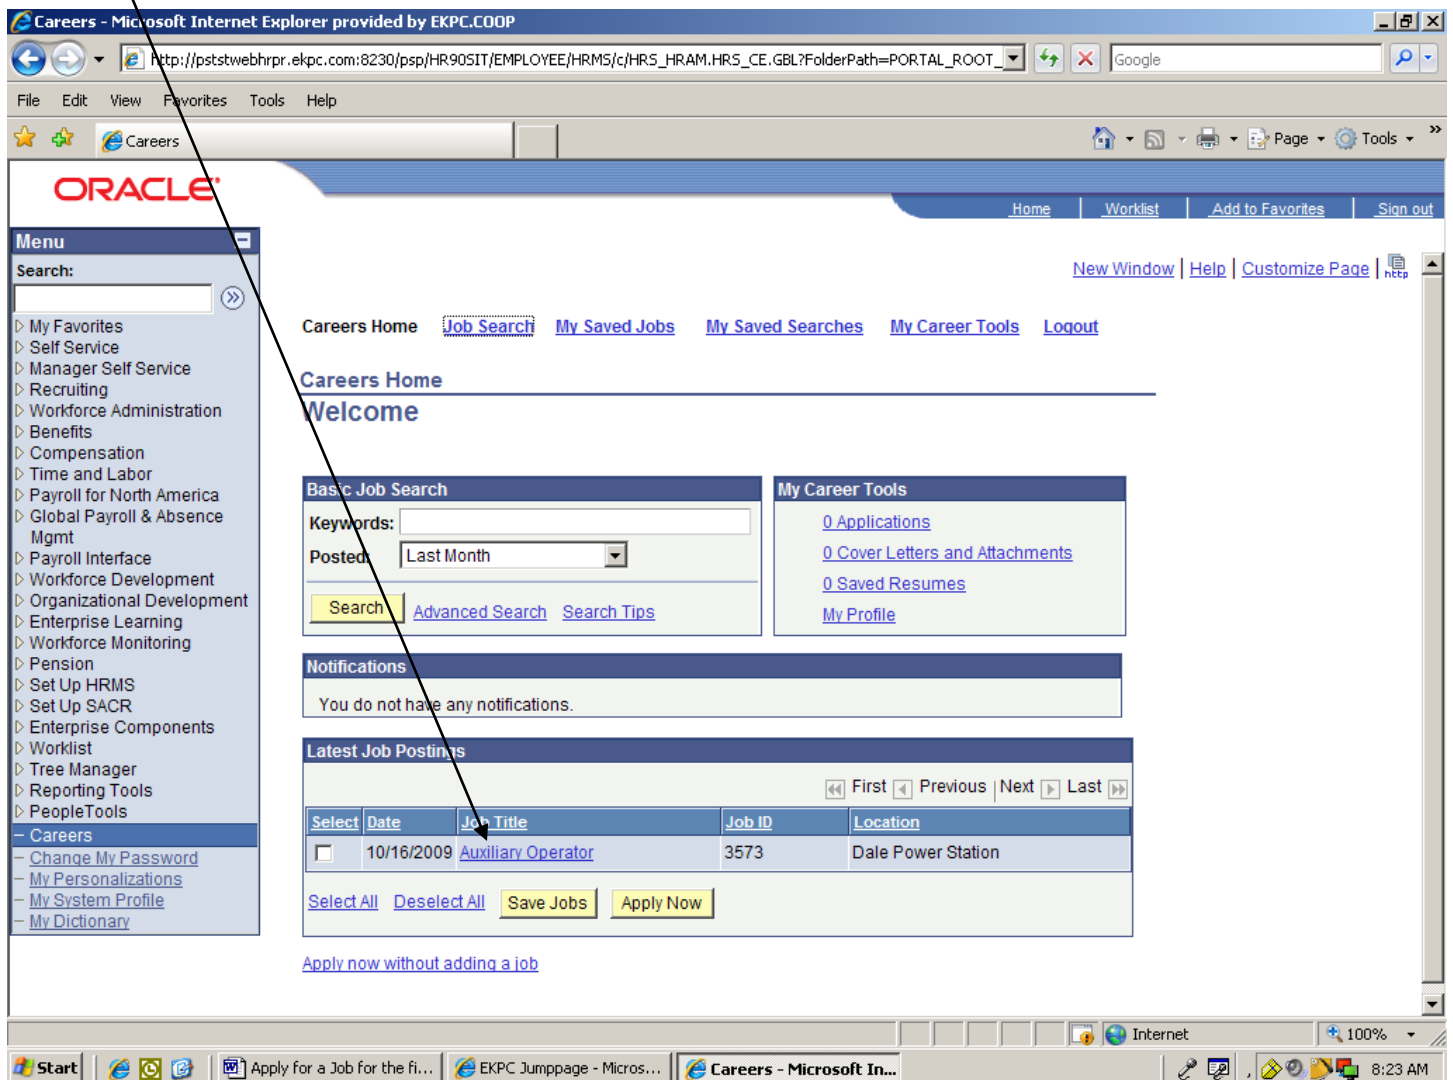 Careers - Microsoft Internet Explorer provided by EKPC.COOP
http://pststwebhrpr.ekpc.com:8230/psp/HR90SIT/EMPLOYEE/HRMS/c/HRS_HRAM.HRS_CE.GBL?FolderPath=PORTAL_ROOT_
Google
File Edit View Favorites Tools Help
Careers
Page Tools »
ORACLE
Home Worklist Add to Favorites Sign out
Menu
Search:
New Window | Help | Customize Page | http
My Favorites
Self Service
Manager Self Service
Recruiting
Workforce Administration
Benefits
Compensation
Time and Labor
Payroll for North America
Global Payroll & Absence
Mgmt
Payroll Interface
Workforce Development
Organizational Development
Enterprise Learning
Workforce Monitoring
Pension
Set Up HRMS
Set Up SACR
Enterprise Components
Worklist
Tree Manager
Reporting Tools
PeopleTools
– Careers
– Change My Password
– My Personalizations
– My System Profile
– My Dictionary
Careers Home Job Search My Saved Jobs My Saved Searches My Career Tools Logout
Careers Home
Welcome
Basic Job Search
Keywords:
Posted: Last Month
Search Advanced Search Search Tips
My Career Tools
0 Applications
0 Cover Letters and Attachments
0 Saved Resumes
My Profile
Notifications
You do not have any notifications.
Latest Job Postings
First Previous | Next Last
Select Date Job Title Job ID Location
10/16/2009 Auxiliary Operator 3573 Dale Power Station
Select All Deselect All Save Jobs Apply Now
Apply now without adding a job
Internet 100%
Start Apply for a Job for the fi... EKPC Jumppage - Micros... Careers - Microsoft In... 8:23 AM